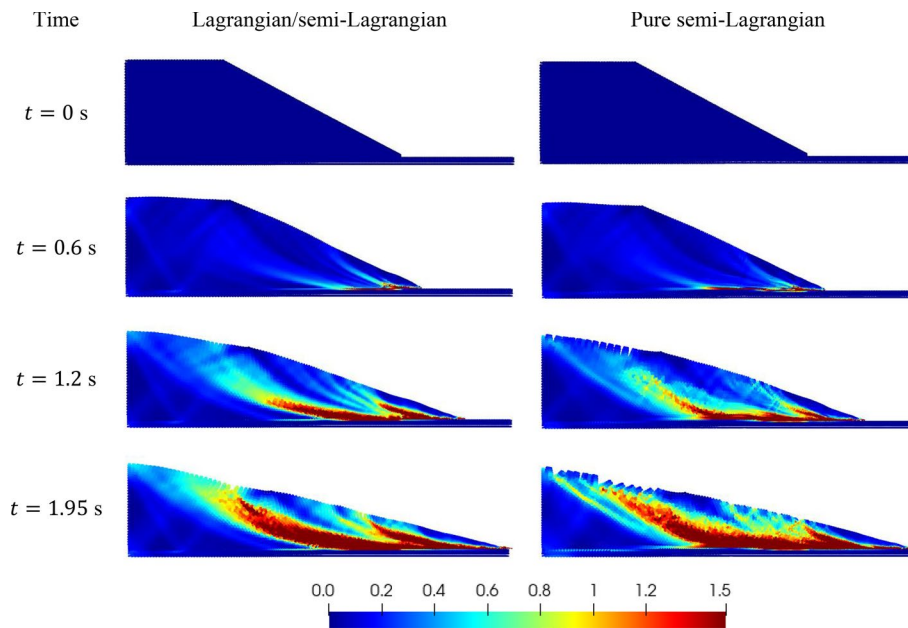 Time Lagrangian/semi-Lagrangian Pure semi-Lagrangian
t = 0 s
t = 0.6 s
t = 1.2 s
t = 1.95 s
0.0 0.2 0.4 0.6 0.8 1 1.2 1.5